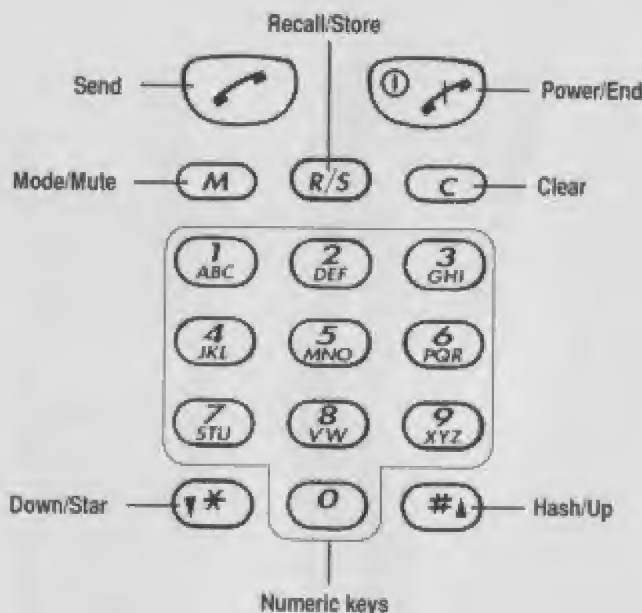 Recall/Store
Send
Power/End
Mode/Mute M R/S C Clear
1 2 3
ABC DEF GHI
4 5 6
JKL MNO PQR
7 8 9
STU VW XYZ
Down/Star * 0 # Hash/Up
Numeric keys